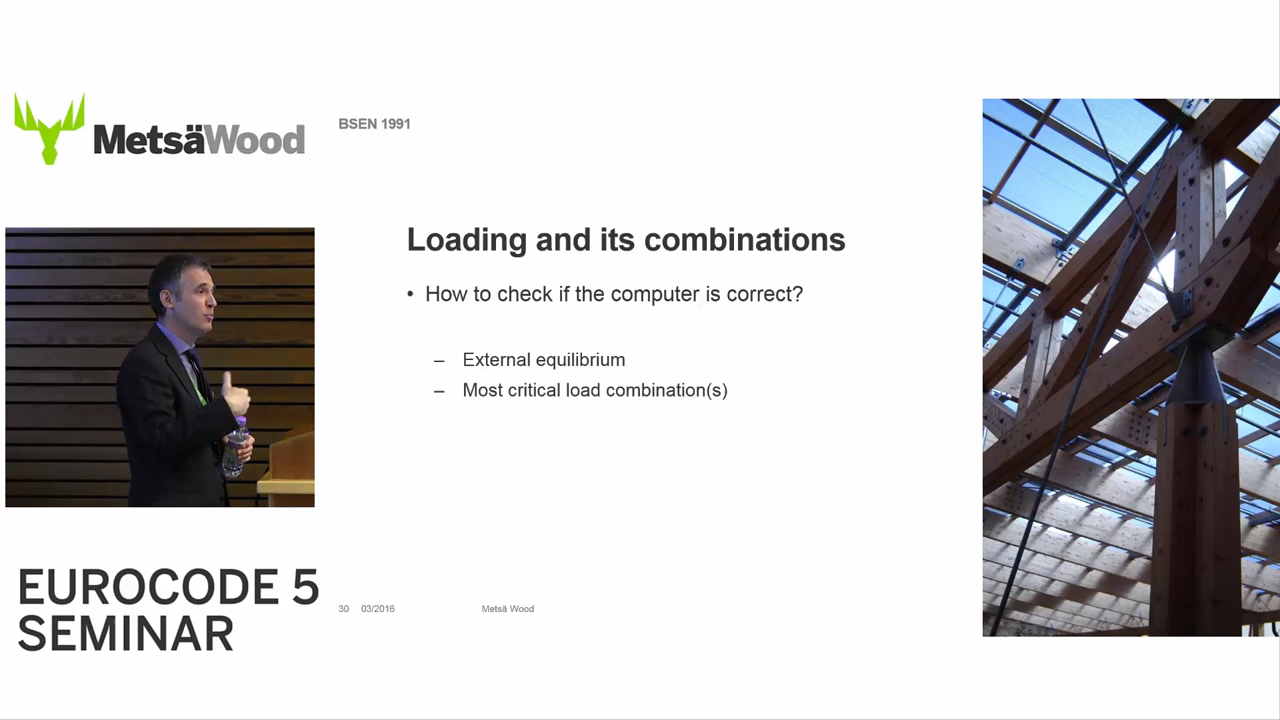 MetsäWood
BSEN 1991
Loading and its combinations
• How to check if the computer is correct?
– External equilibrium
– Most critical load combination(s)
EUROCODE 5
SEMINAR
30 03/2016 Metsä Wood